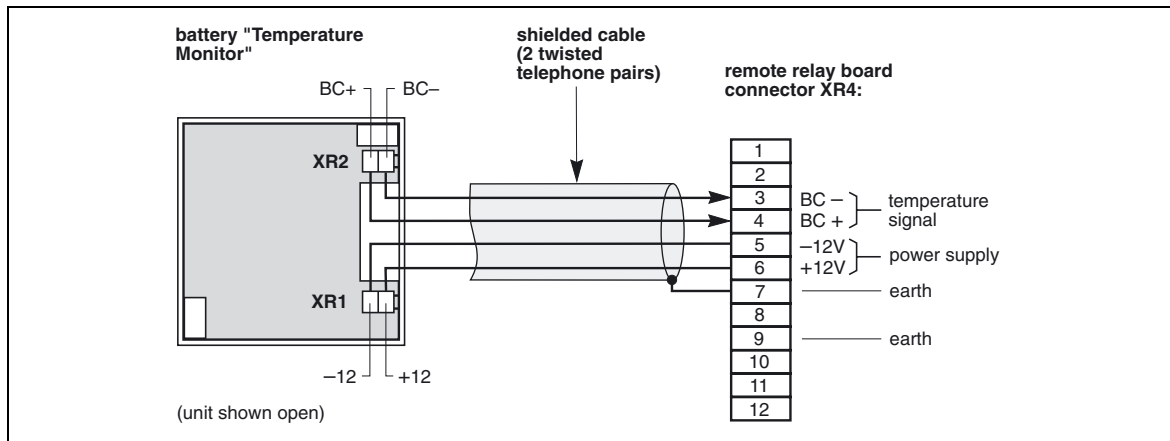 battery "Temperature
Monitor"
shielded cable
(2 twisted
telephone pairs)
remote relay board
connector XR4:
BC+
BC–
XR2
XR1
–12
+12
(unit shown open)
1
2
3
BC –
4
BC +
temperature
signal
5
–12V
6
+12V
power supply
7
earth
8
9
earth
10
11
12